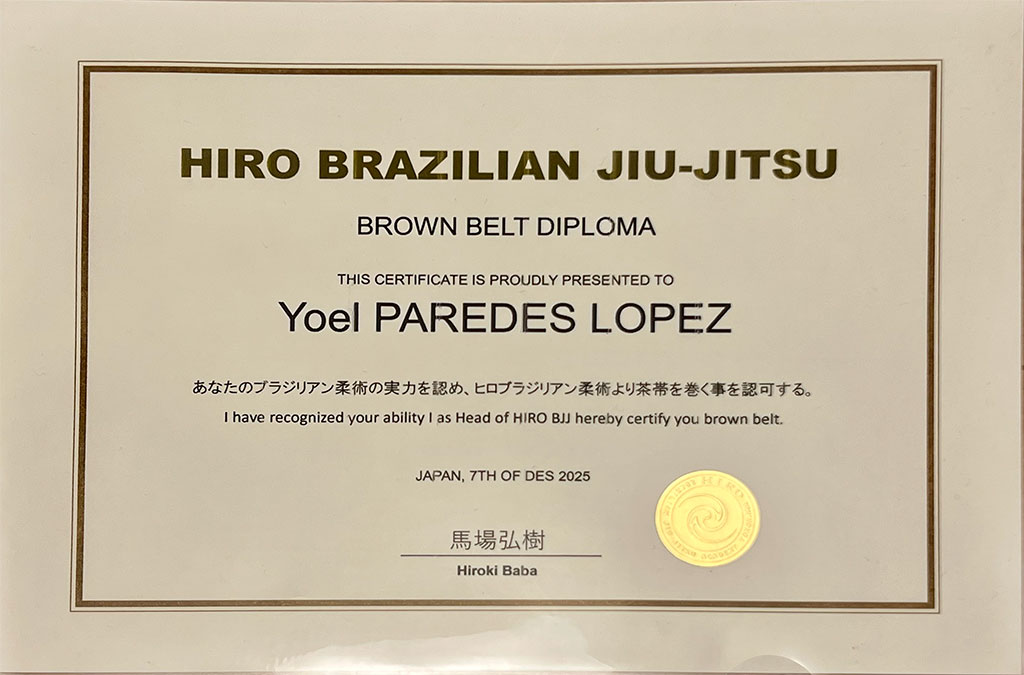 HIRO BRAZILIAN JIU-JITSU
BROWN BELT DIPLOMA
THIS CERTIFICATE IS PROUDLY PRESENTED TO
Yoel PAREDES LOPEZ
あなたのブラジリアン柔術の実力を認め、ヒロブラジリアン柔術より茶帯を巻く事を認可する。
I have recognized your ability I as Head of HIRO BJJ hereby certify you brown belt.
JAPAN, 7TH OF DES 2025
馬場弘樹
Hiroki Baba
HIRO